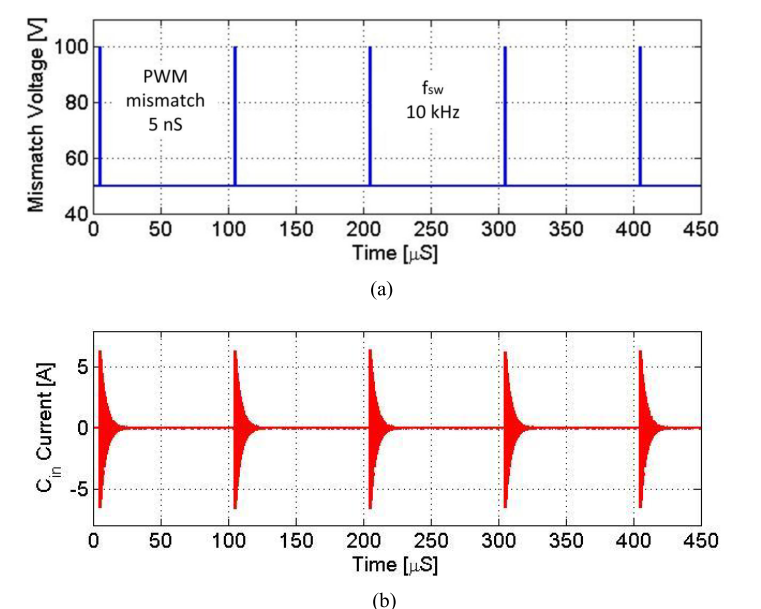 Mismatch Voltage [V]
100
80
60
40
PWM
mismatch
5 nS
fsw
10 kHz
0 50 100 150 200 250 300 350 400 450
Time [μS]
(a)
Cin Current [A]
5
0
-5
0 50 100 150 200 250 300 350 400 450
Time [μS]
(b)